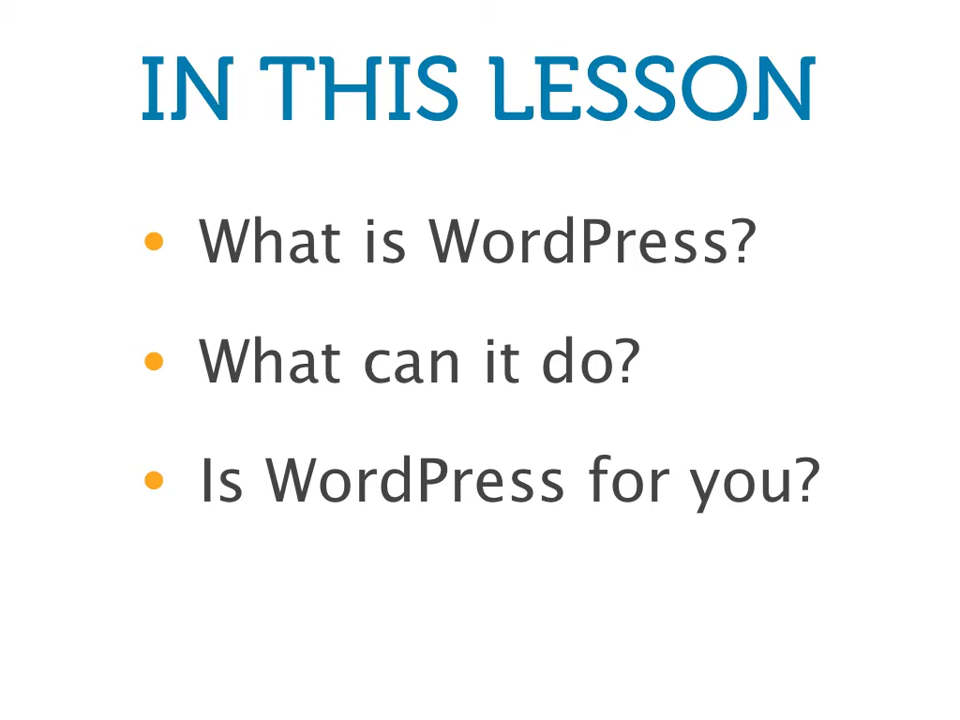 IN THIS LESSON
• What is WordPress?
• What can it do?
• Is WordPress for you?